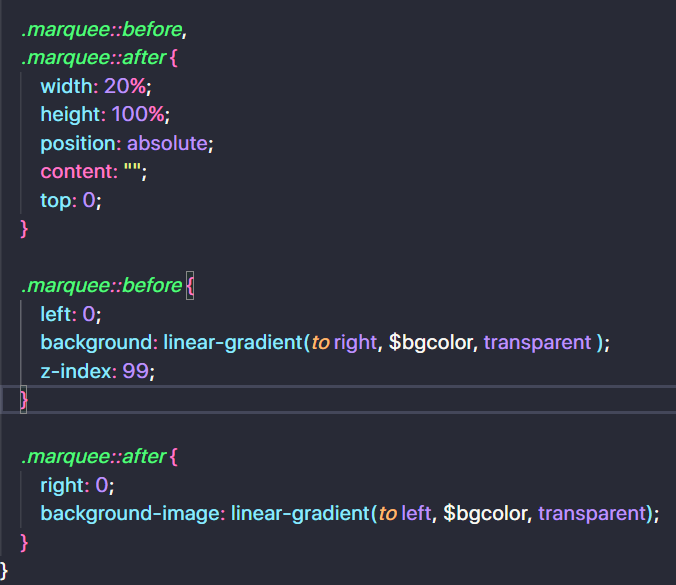 .marquee::before,
.marquee::after {
width: 20%;
height: 100%;
position: absolute;
content: "";
top: 0;
}
.marquee::before {
left: 0;
background: linear-gradient(to right, $bgcolor, transparent );
z-index: 99;
}
.marquee::after {
right: 0;
background-image: linear-gradient(to left, $bgcolor, transparent);
}
}